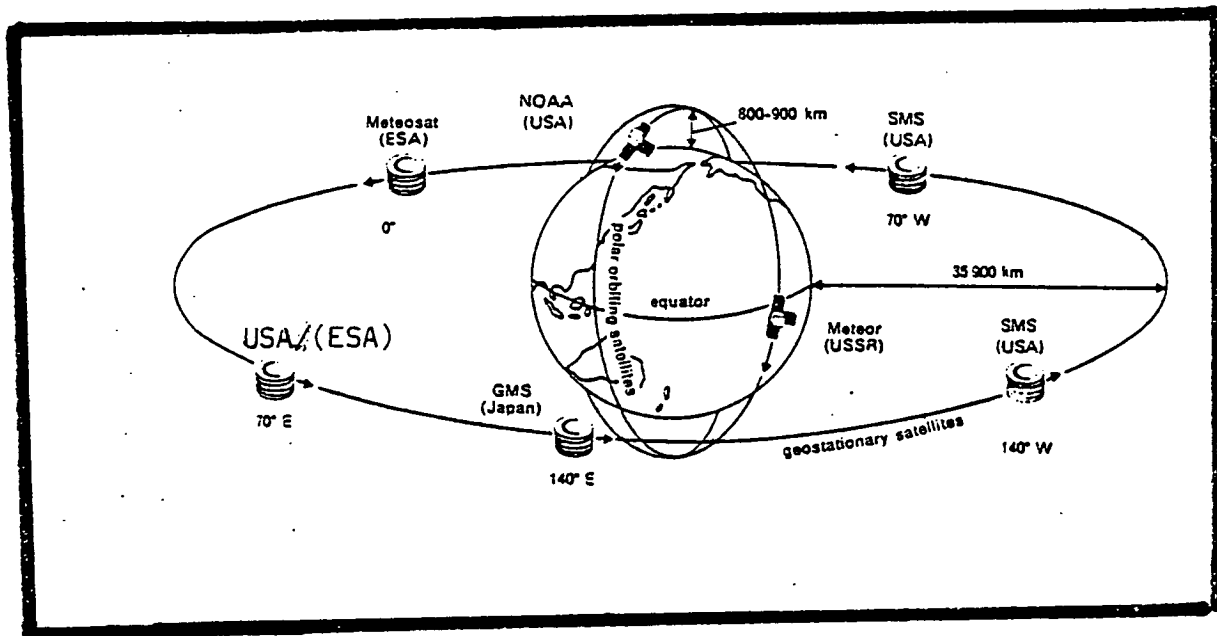 NOAA
(USA)
800-900 km
Meteosat
(ESA)
SMS
(USA)
0°
70° W
polar orbiting satellites
35 900 km
equator
USA/(ESA)
Meteor
(USSR)
SMS
(USA)
GMS
(Japan)
70° E
geostationary satellites
140° W
140° E